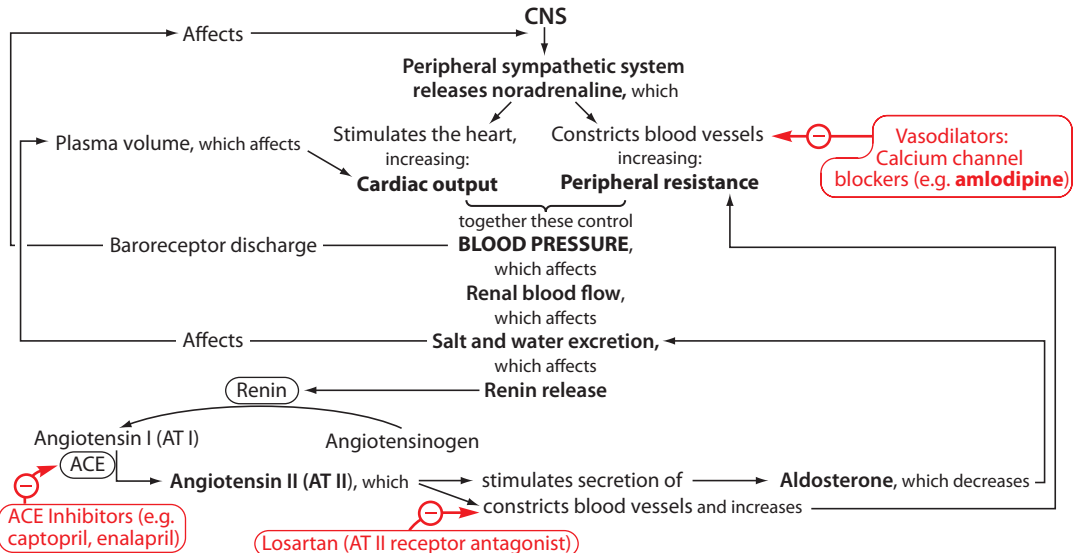 CNS
Affects
Peripheral sympathetic system
releases noradrenaline, which
Plasma volume, which affects
Stimulates the heart,
increasing:
Cardiac output
Constricts blood vessels
increasing:
Peripheral resistance
−
Vasodilators:
Calcium channel
blockers (e.g. amlodipine)
together these control
Baroreceptor discharge
BLOOD PRESSURE,
which affects
Renal blood flow,
which affects
Affects
Salt and water excretion,
which affects
Renin
Renin release
Angiotensin I (AT I)
Angiotensinogen
ACE
Angiotensin II (AT II), which
stimulates secretion of
Aldosterone, which decreases
constricts blood vessels and increases
−
ACE Inhibitors (e.g.
captopril, enalapril)
−
Losartan (AT II receptor antagonist)